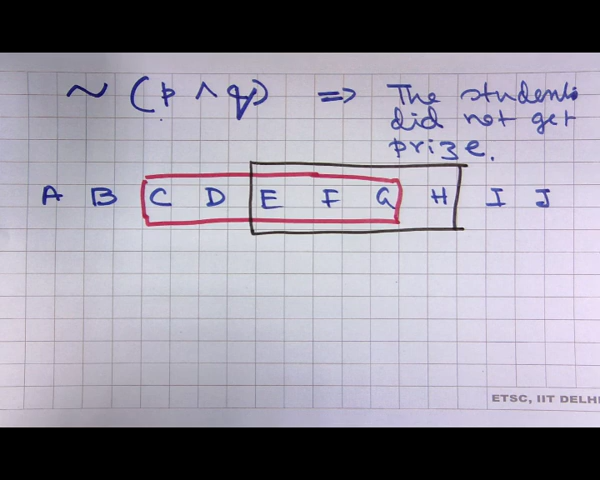 ~ (p ∧ q) => The students
did not get
prize.
A B C D E F G H I J
ETSC, IIT DELHI